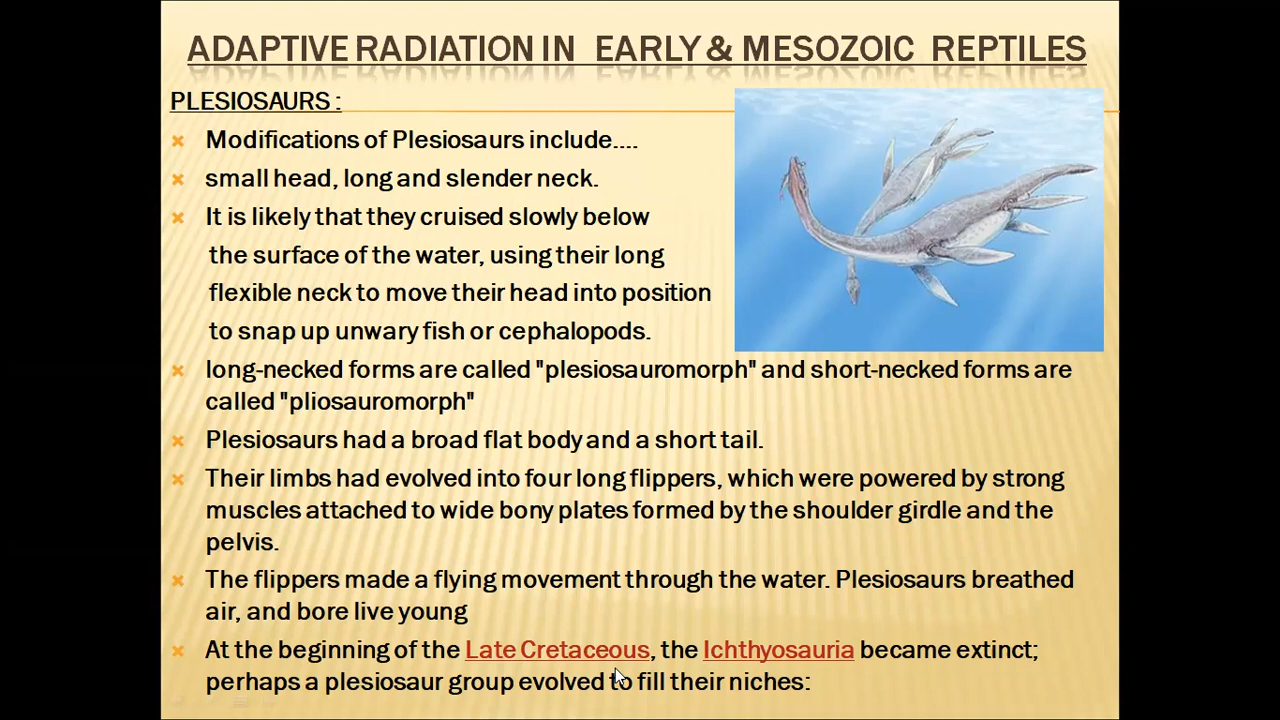 ADAPTIVE RADIATION IN EARLY & MESOZOIC REPTILES
PLESIOSAURS :
Modifications of Plesiosaurs include....
small head, long and slender neck.
It is likely that they cruised slowly below
the surface of the water, using their long
flexible neck to move their head into position
to snap up unwary fish or cephalopods.
long-necked forms are called "plesiosauromorph" and short-necked forms are
called "pliosauromorph"
Plesiosaurs had a broad flat body and a short tail.
Their limbs had evolved into four long flippers, which were powered by strong
muscles attached to wide bony plates formed by the shoulder girdle and the
pelvis.
The flippers made a flying movement through the water. Plesiosaurs breathed
air, and bore live young
At the beginning of the Late Cretaceous, the Ichthyosauria became extinct;
perhaps a plesiosaur group evolved to fill their niches: